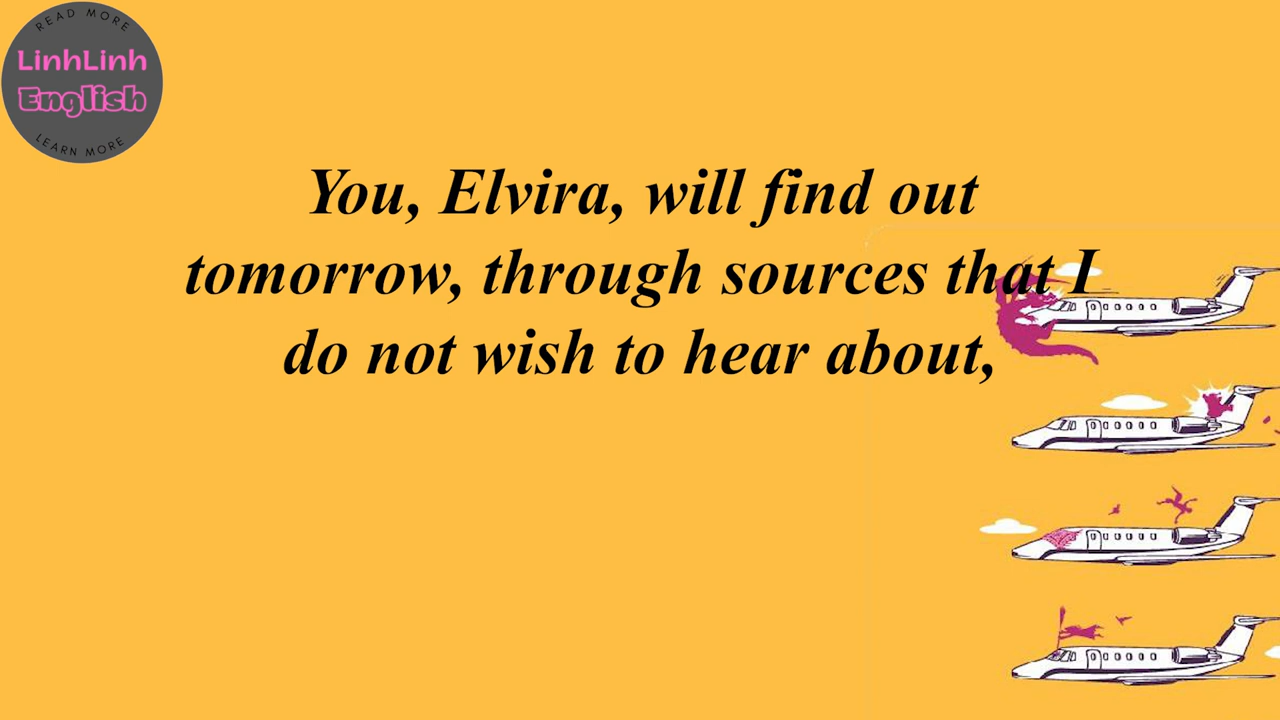 READ MORE
LinhLinh
English
LEARN MORE
You, Elvira, will find out
tomorrow, through sources that I
do not wish to hear about,